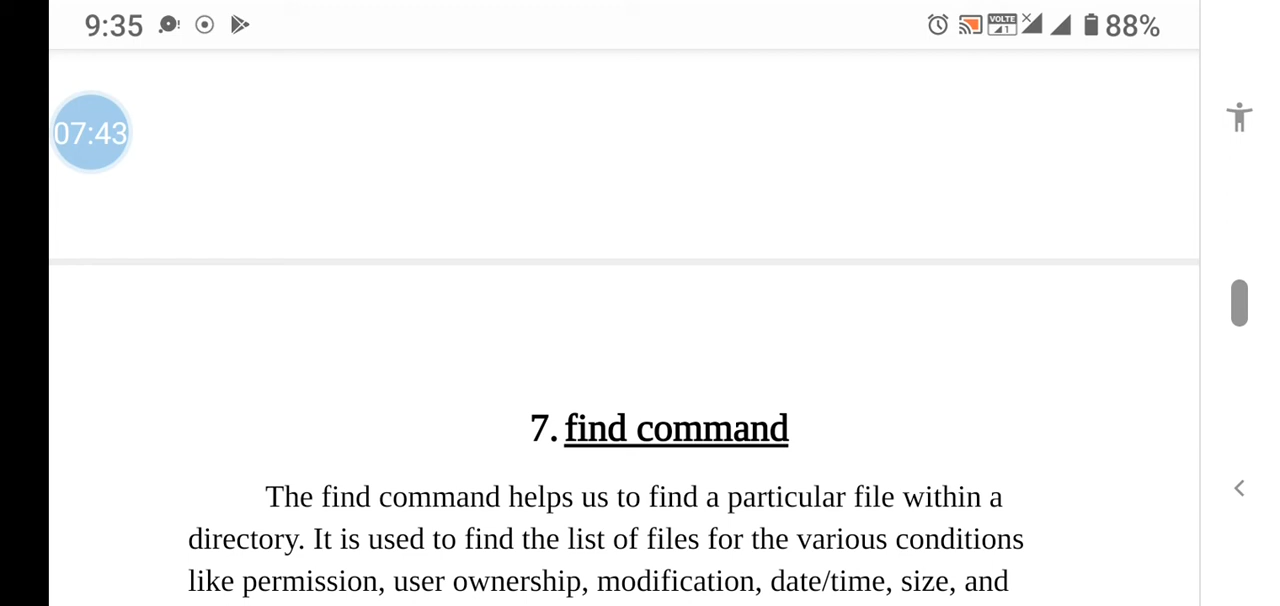 9:35
88%
VOLTE
1
07:43
7. find command
The find command helps us to find a particular file within a
directory. It is used to find the list of files for the various conditions
like permission, user ownership, modification, date/time, size, and